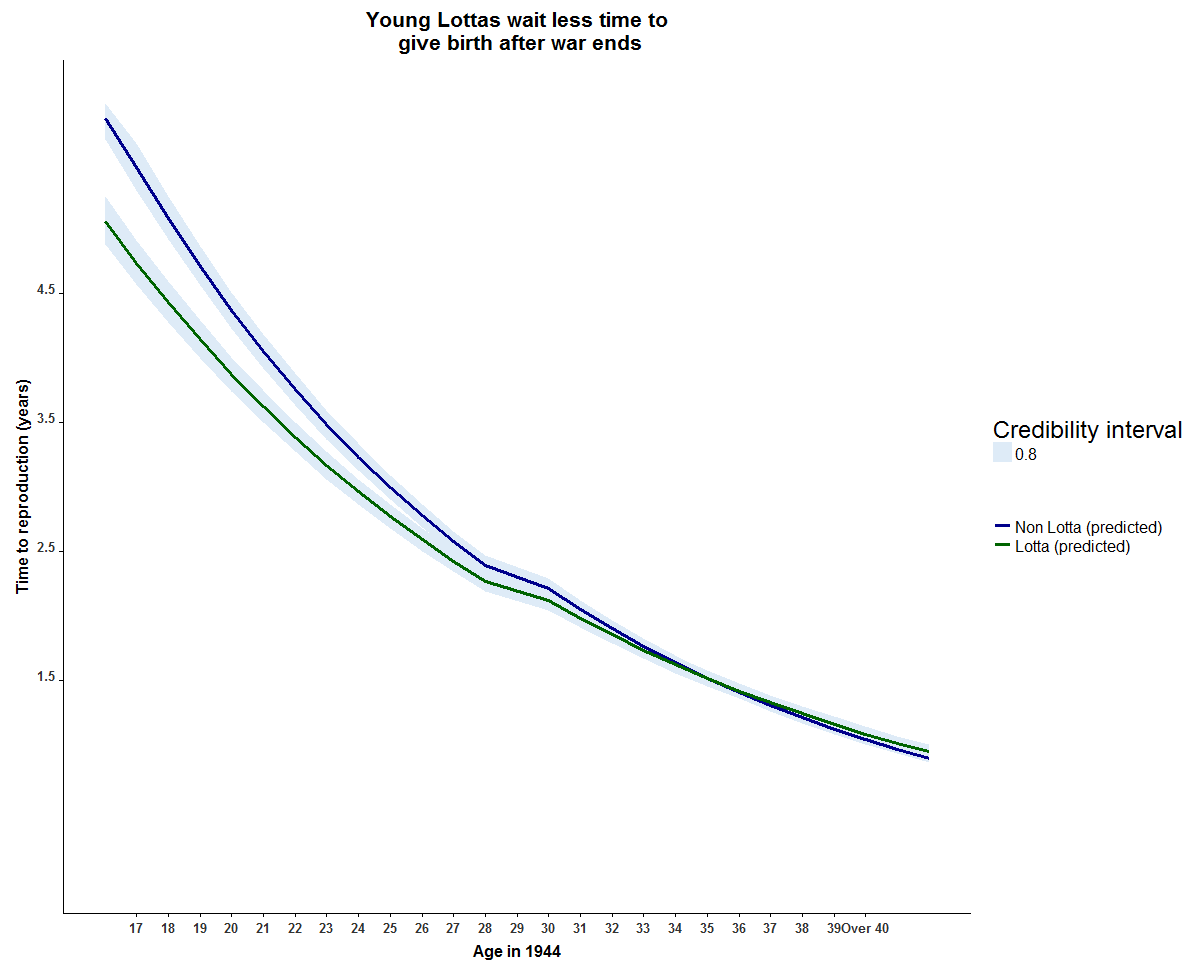 Young Lottas wait less time to
give birth after war ends
Time to reproduction (years)
4.5
3.5
2.5
1.5
17 18 19 20 21 22 23 24 25 26 27 28 29 30 31 32 33 34 35 36 37 38 39Over 40
Age in 1944
Credibility interval
0.8
Non Lotta (predicted)
Lotta (predicted)